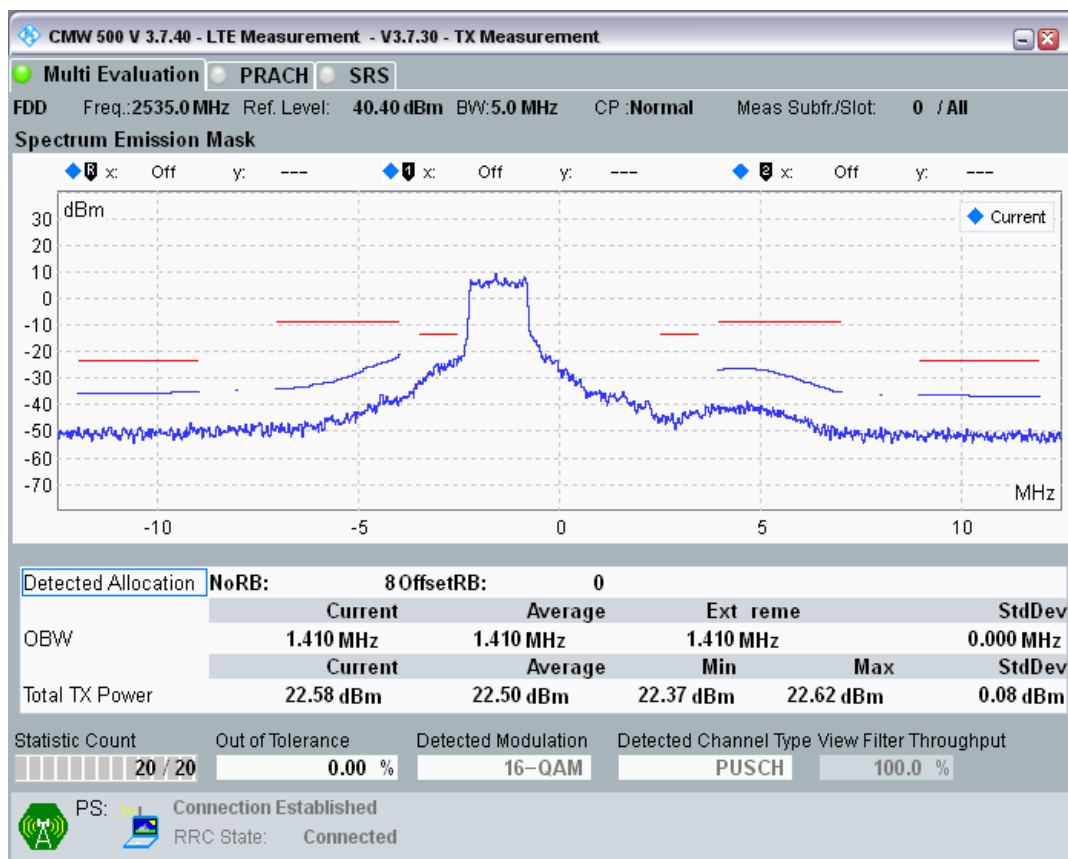 CMW 500 V 3.7.40 - LTE Measurement - V3.7.30 - TX Measurement
Multi Evaluation PRACH SRS
FDD Freg.:2535.0 MHz Ref. Level: 40.40 dBm BW:5.0 MHz CP :Normal Meas Subfr./Slot: 0 / All
Spectrum Emission Mask
R x: Off y: --- 1 x: Off y: --- 2 x: Off y: ---
dBm
Current
30
20
10
0
-10
-20
-30
-40
-50
-60
-70
MHz
-10 -5 0 5 10
Detected Allocation NoRB: 8 OffsetRB: 0
Current Average Ext reme StdDev
OBW 1.410 MHz 1.410 MHz 1.410 MHz 0.000 MHz
Current Average Min Max StdDev
Total TX Power 22.58 dBm 22.50 dBm 22.37 dBm 22.62 dBm 0.08 dBm
Statistic Count Out of Tolerance Detected Modulation Detected Channel Type View Filter Throughput
20 / 20 0.00 % 16-QAM PUSCH 100.0 %
PS: Connection Established
RRC State: Connected